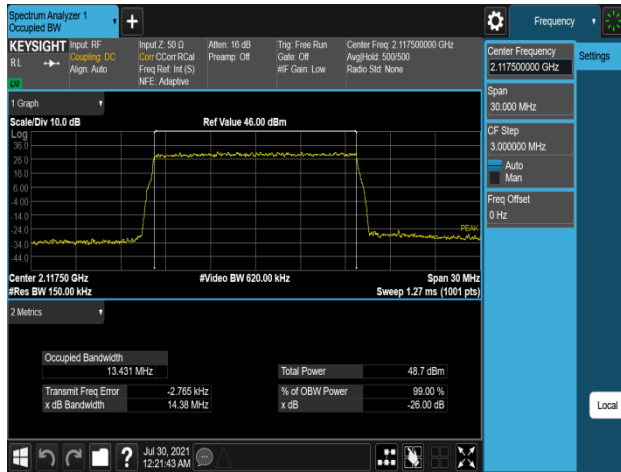 Spectrum Analyzer 1
Occupied BW
+
Frequency
KEYSIGHT
RL
Input: RF
Coupling: DC
Align: Auto
Input Z: 50 Ω
Corr CCorr RCal
Freq Ref: Int (S)
NFE: Adaptive
Atten: 16 dB
Preamp: Off
Trig: Free Run
Gate: Off
#IF Gain: Low
Center Freq: 2.117500000 GHz
Avg|Hold: 500/500
Radio Std: None
Center Frequency
2.117500000 GHz
Settings
Span
30.000 MHz
CF Step
3.000000 MHz
Auto
Man
Freq Offset
0 Hz
Local
1 Graph
Scale/Div 10.0 dB
Ref Value 46.00 dBm
Log
36.0
26.0
16.0
6.00
-4.00
-14.0
-24.0
-34.0
-44.0
PEAK
Center 2.11750 GHz
#Video BW 620.00 kHz
Span 30 MHz
#Res BW 150.00 kHz
Sweep 1.27 ms (1001 pts)
2 Metrics
Occupied Bandwidth
13.431 MHz
Total Power
48.7 dBm
Transmit Freq Error
-2.765 kHz
% of OBW Power
99.00 %
x dB Bandwidth
14.38 MHz
x dB
-26.00 dB
?
Jul 30, 2021
12:21:43 AM